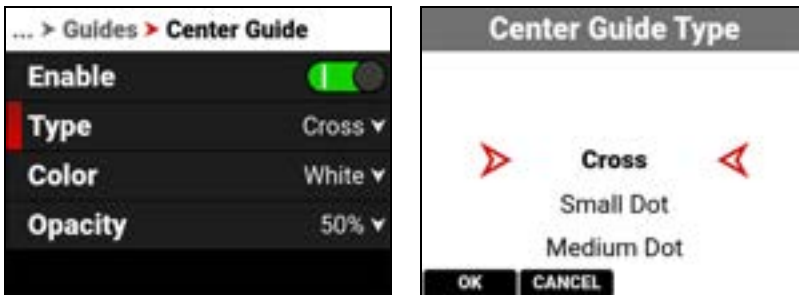 ... > Guides > Center Guide
Enable
Type Cross
Color White
Opacity 50%
Center Guide Type
Cross
Small Dot
Medium Dot
OK CANCEL